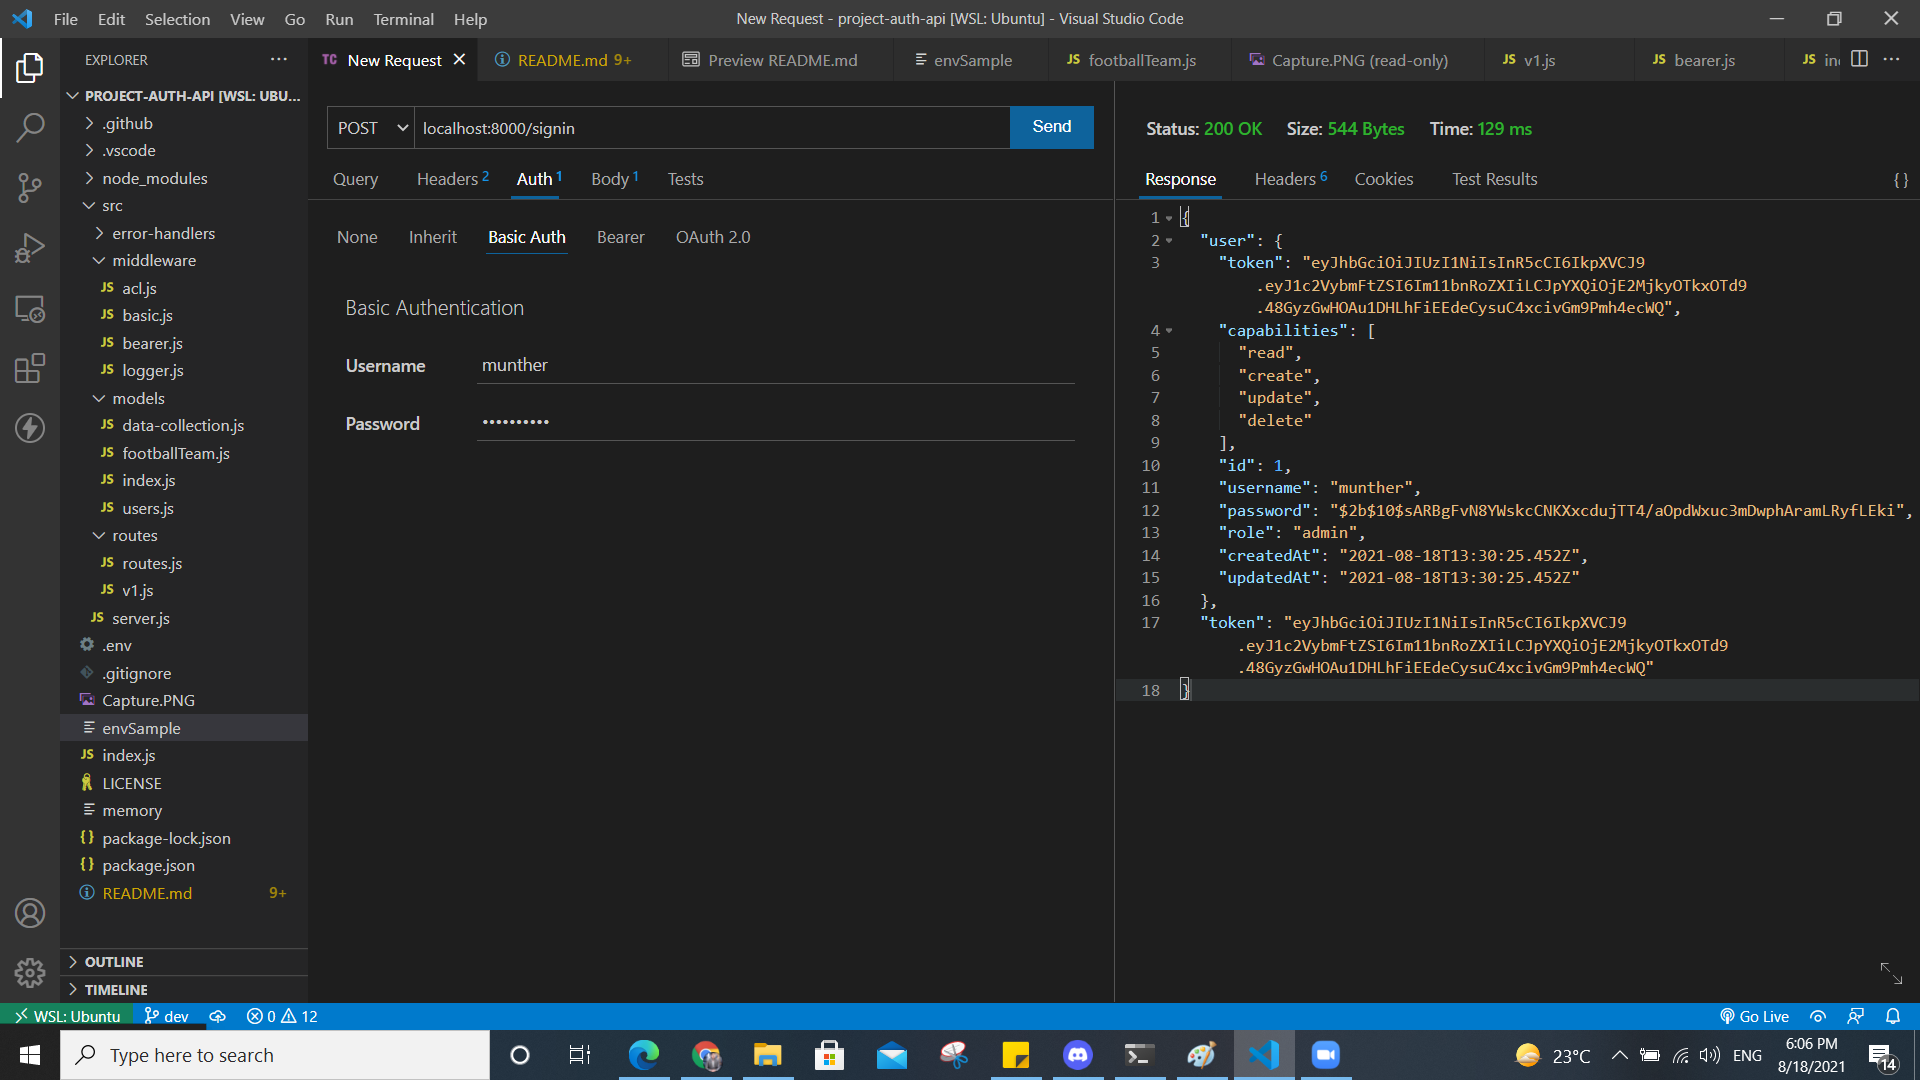 File Edit Selection View Go Run Terminal Help
New Request - project-auth-api [WSL: Ubuntu] - Visual Studio Code
EXPLORER
TC New Request
README.md 9+
Preview README.md
envSample
JS footballTeam.js
Capture.PNG (read-only)
JS v1.js
JS bearer.js
JS in
PROJECT-AUTH-API [WSL: UBU...
.github
.vscode
node_modules
src
error-handlers
middleware
JS acl.js
JS basic.js
JS bearer.js
JS logger.js
models
JS data-collection.js
JS footballTeam.js
JS index.js
JS users.js
routes
JS routes.js
JS v1.js
JS server.js
.env
.gitignore
Capture.PNG
envSample
JS index.js
LICENSE
memory
{} package-lock.json
{} package.json
README.md 9+
OUTLINE
TIMELINE
POST localhost:8000/signin Send
Query Headers 2 Auth 1 Body 1 Tests
None Inherit Basic Auth Bearer OAuth 2.0
Basic Authentication
Username munther
Password ••••••••••
Status: 200 OK Size: 544 Bytes Time: 129 ms
Response Headers 6 Cookies Test Results { }
1 {
2 "user": {
3 "token": "eyJhbGciOiJIUzI1NiIsInR5cCI6IkpXVCJ9
.eyJ1c2VybmFtZSI6Im11bnRoZXIiLCJpYXQiOjE2MjkyOTkxOTd9
.48GyzGwHOAu1DHLhFiEEdeCysuC4xcivGm9Pmh4ecWQ",
4 "capabilities": [
5 "read",
6 "create",
7 "update",
8 "delete"
9 ],
10 "id": 1,
11 "username": "munther",
12 "password": "$2b$10$sARBgFvN8YWskcCNKXxcdujTT4/aOpdWxuc3mDwphAramLRyfLEki",
13 "role": "admin",
14 "createdAt": "2021-08-18T13:30:25.452Z",
15 "updatedAt": "2021-08-18T13:30:25.452Z"
16 },
17 "token": "eyJhbGciOiJIUzI1NiIsInR5cCI6IkpXVCJ9
.eyJ1c2VybmFtZSI6Im11bnRoZXIiLCJpYXQiOjE2MjkyOTkxOTd9
.48GyzGwHOAu1DHLhFiEEdeCysuC4xcivGm9Pmh4ecWQ"
18 }
WSL: Ubuntu dev 0 12 Go Live
Type here to search
23°C ENG
6:06 PM
8/18/2021
14